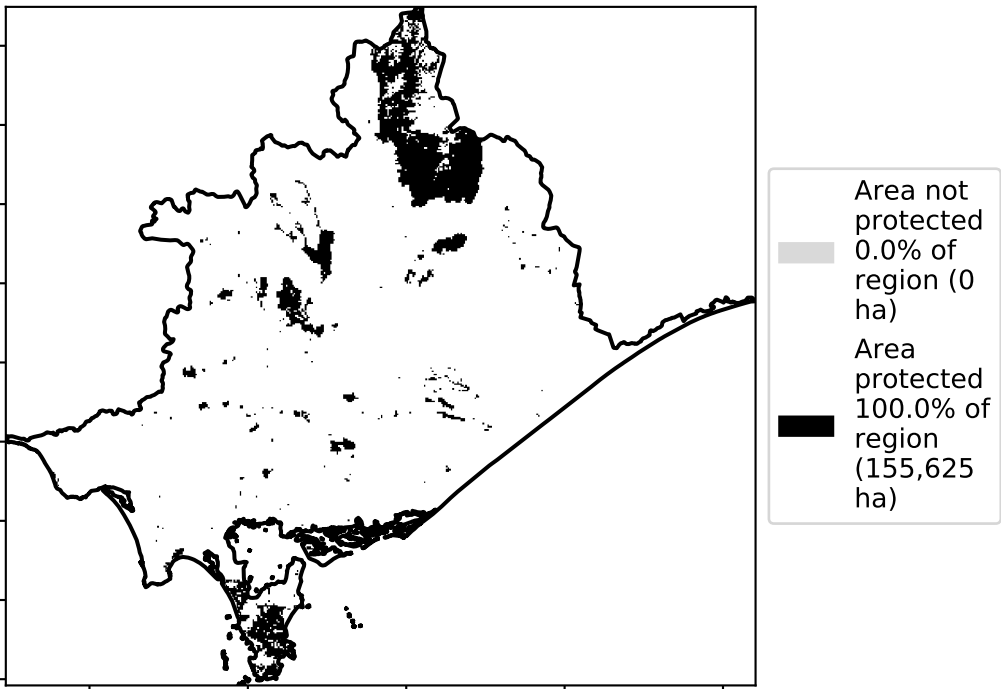 Area not
protected
0.0% of
region (0
ha)
Area
protected
100.0% of
region
(155,625
ha)